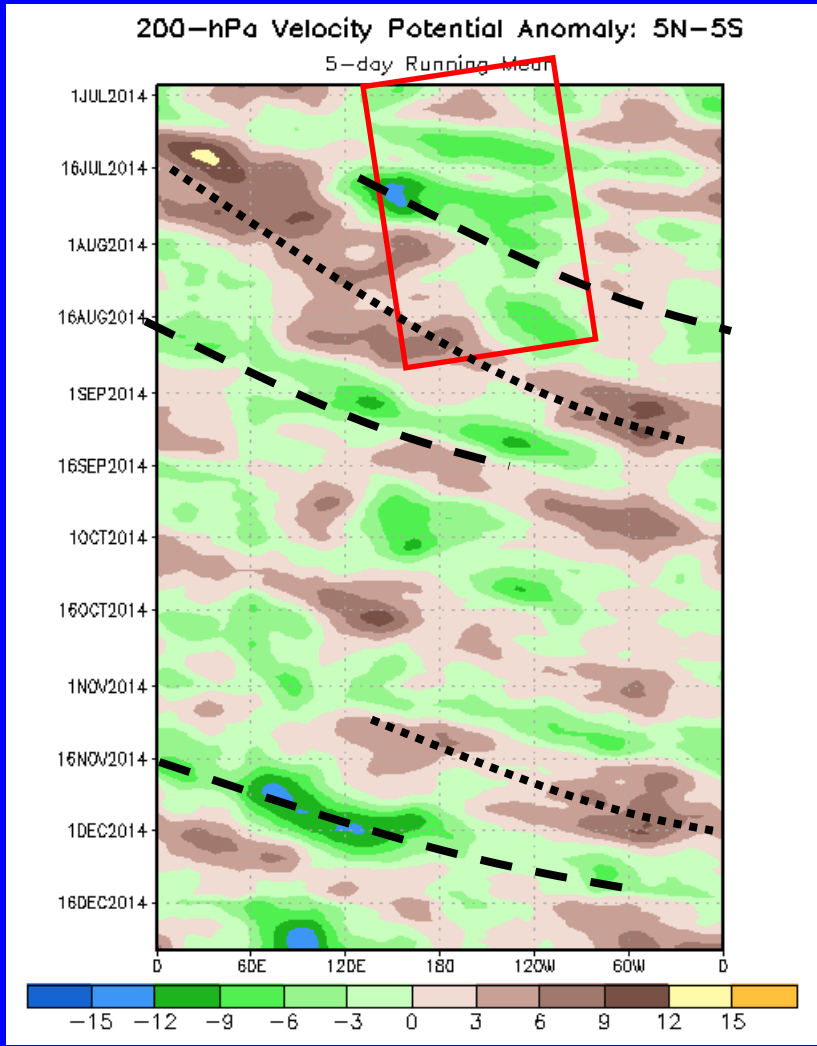 200-hPa Velocity Potential Anomaly: 5N-5S
5-day Running Mean
1JUL2014
16JUL2014
1AUG2014
16AUG2014
1SEP2014
16SEP2014
1OCT2014
16OCT2014
1NOV2014
16NOV2014
1DEC2014
16DEC2014
0 60E 120E 180 120W 60W 0
-15 -12 -9 -6 -3 0 3 6 9 12 15